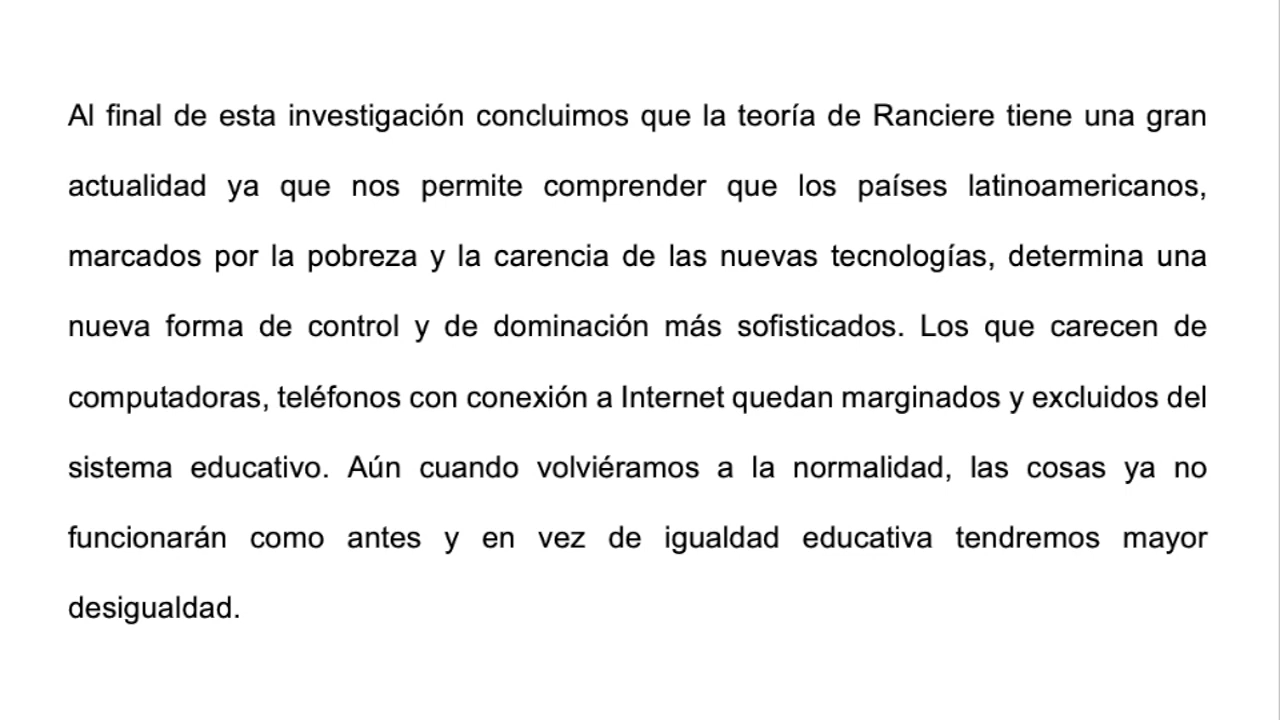 Al final de esta investigación concluimos que la teoría de Ranciere tiene una gran
actualidad ya que nos permite comprender que los países latinoamericanos,
marcados por la pobreza y la carencia de las nuevas tecnologías, determina una
nueva forma de control y de dominación más sofisticados. Los que carecen de
computadoras, teléfonos con conexión a Internet quedan marginados y excluidos del
sistema educativo. Aún cuando volviéramos a la normalidad, las cosas ya no
funcionarán como antes y en vez de igualdad educativa tendremos mayor
desigualdad.